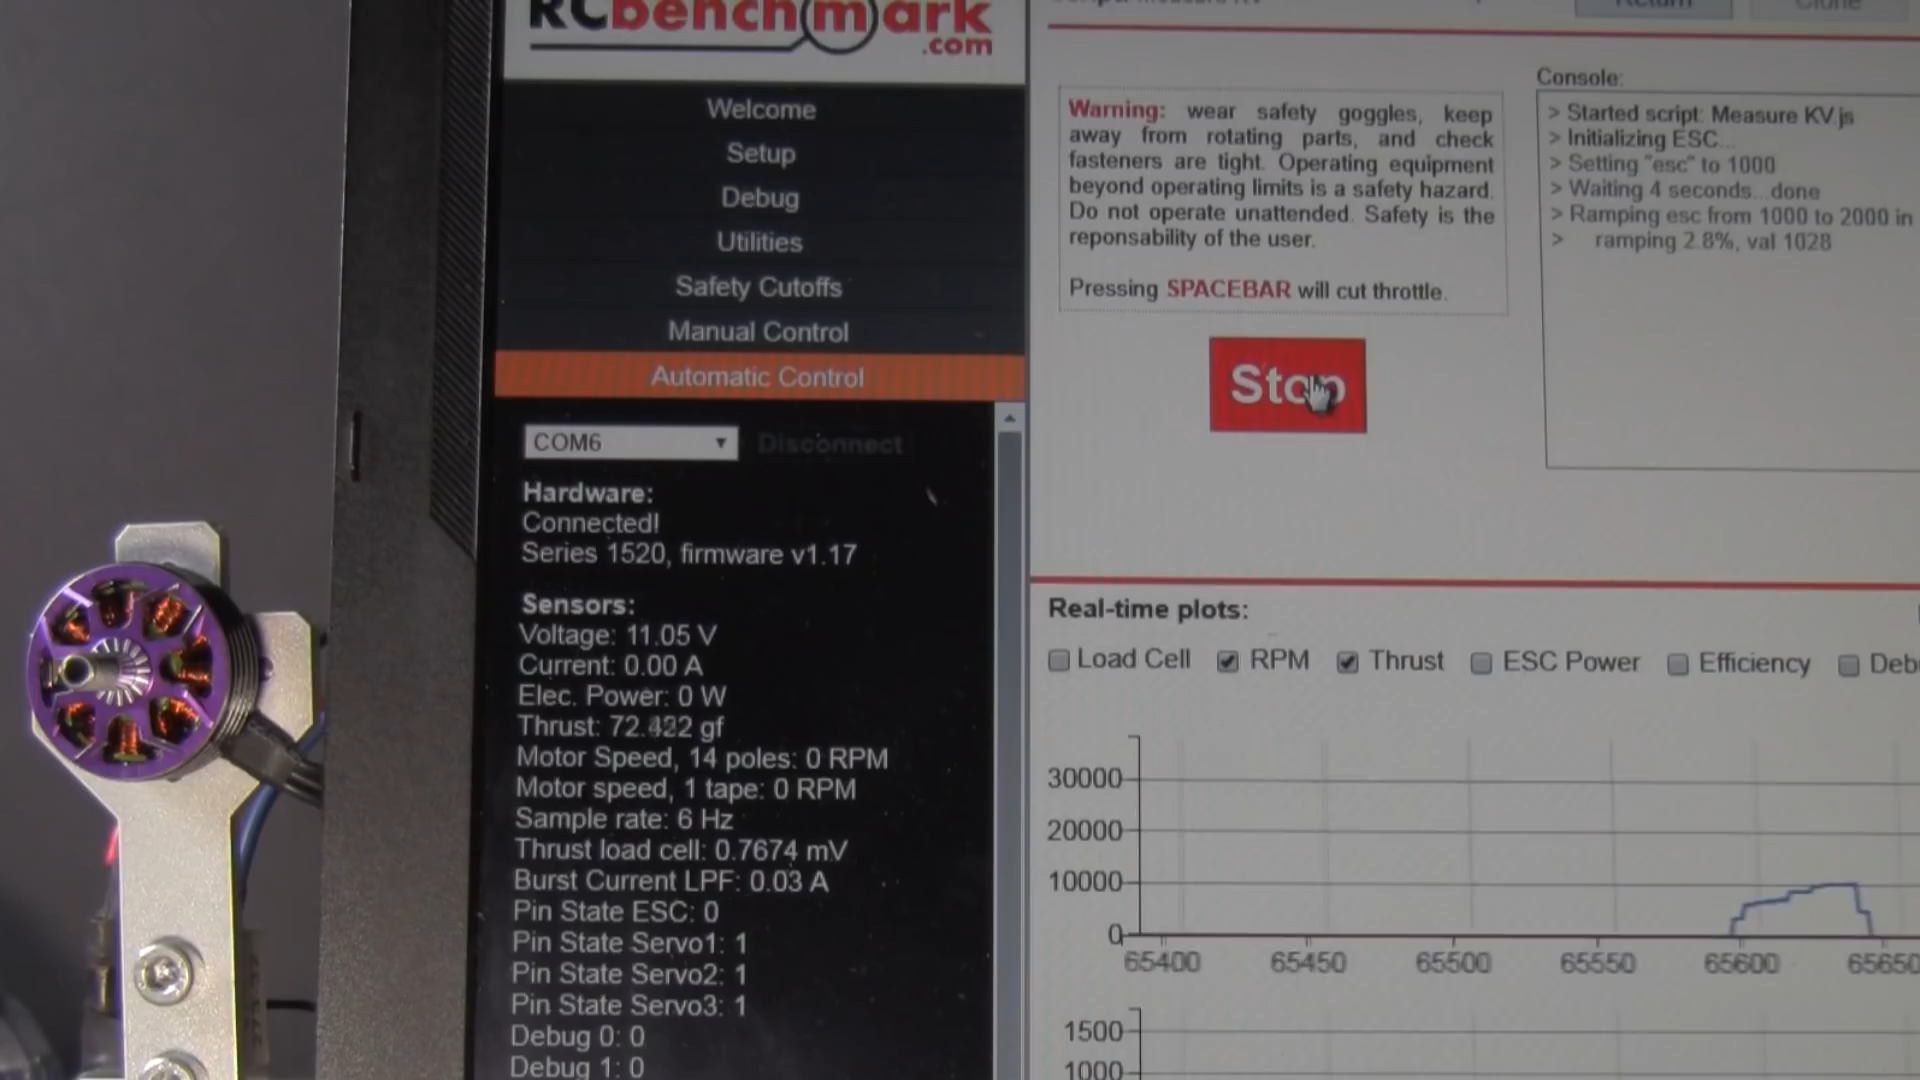 RCbenchmark
.com
Welcome
Setup
Debug
Utilities
Safety Cutoffs
Manual Control
Automatic Control
COM6
Disconnect
Hardware:
Connected!
Series 1520, firmware v1.17
Sensors:
Voltage: 11.05 V
Current: 0.00 A
Elec. Power: 0 W
Thrust: gf
Motor Speed, 14 poles: 0 RPM
Motor speed, 1 tape: 0 RPM
Sample rate: 6 Hz
Thrust load cell: 0.7674 mV
Burst Current LPF: 0.03 A
Pin State ESC: 0
Pin State Servo1: 1
Pin State Servo2: 1
Pin State Servo3: 1
Debug 0: 0
Debug 1: 0
Return
Clone
Warning: wear safety goggles, keep
away from rotating parts, and check
fasteners are tight. Operating equipment
beyond operating limits is a safety hazard.
Do not operate unattended. Safety is the
reponsability of the user.
Pressing SPACEBAR will cut throttle.
Stop
Console:
> Started script: Measure KV.js
> Initializing ESC...
> Setting "esc" to 1000
> Waiting 4 seconds...done
> Ramping esc from 1000 to 2000 in
> ramping 2.8%, val 1028
Real-time plots:
Load Cell RPM Thrust ESC Power Efficiency Deb
30000
20000
10000
0
65400 65450 65500 65550 65600 65650
1500
1000